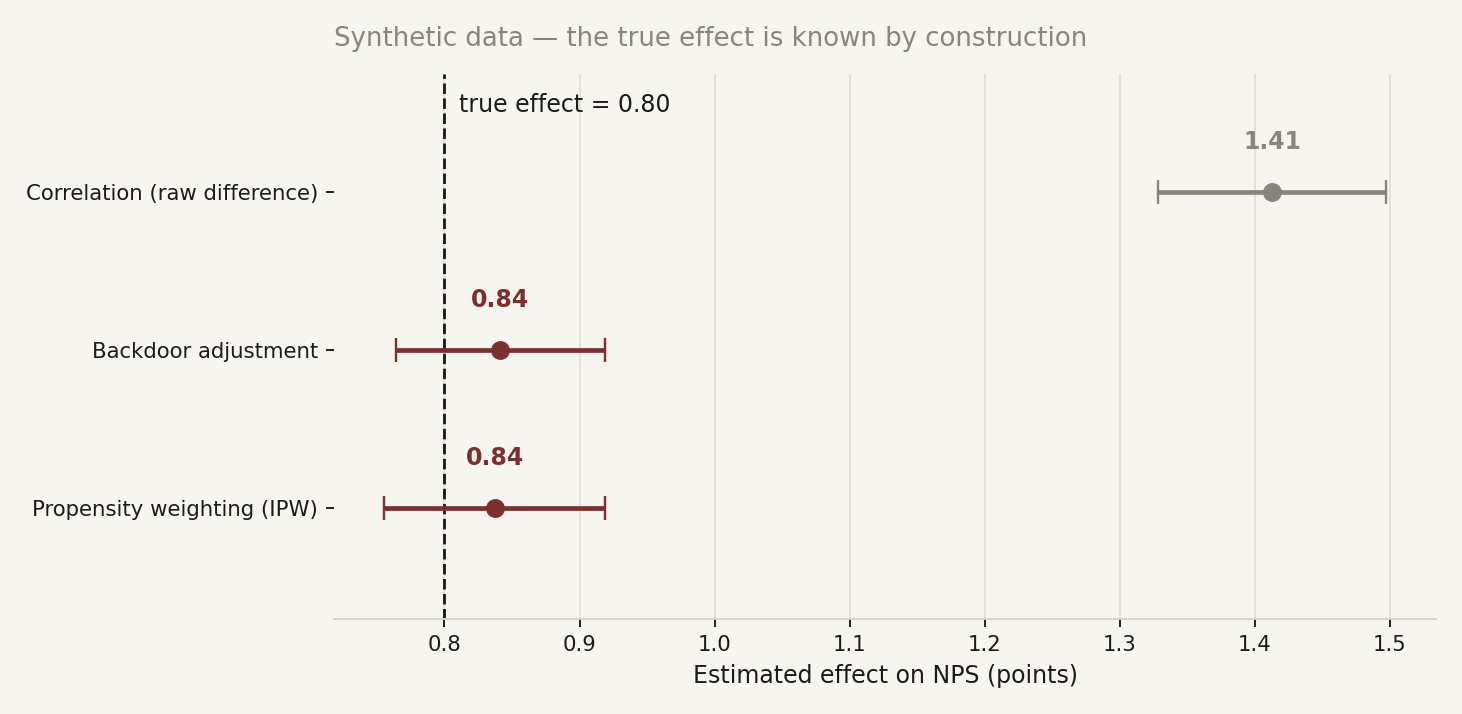 Synthetic data — the true effect is known by construction
true effect = 0.80
1.41
Correlation (raw difference)
0.84
Backdoor adjustment
0.84
Propensity weighting (IPW)
0.8 0.9 1.0 1.1 1.2 1.3 1.4 1.5
Estimated effect on NPS (points)